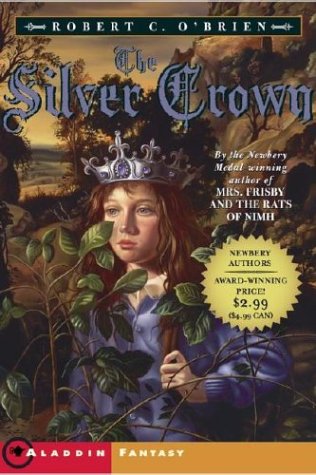 ROBERT C. O'BRIEN
The
Silver Crown
By the Newbery
Medal-winning
author of
MRS. FRISBY
AND THE RATS
OF NIMH
NEWBERY
AUTHORS
AWARD-WINNING
PRICE!
$2.99
($4.99 CAN)
ALADDIN FANTASY